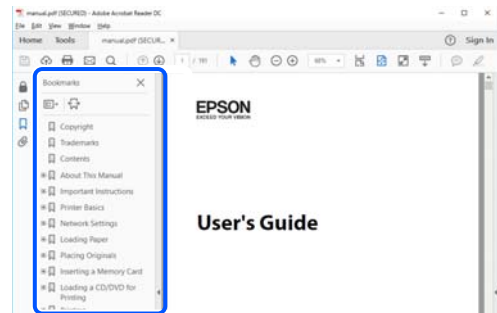 manual.pdf (SECURED) - Adobe Acrobat Reader DC
File Edit View Window Help
Home Tools manual.pdf (SECUR... × Sign In
Bookmarks
Copyright
Trademarks
Contents
About This Manual
Important Instructions
Printer Basics
Network Settings
Loading Paper
Placing Originals
Inserting a Memory Card
Loading a CD/DVD for
Printing
EPSON
EXCEED YOUR VISION
User's Guide